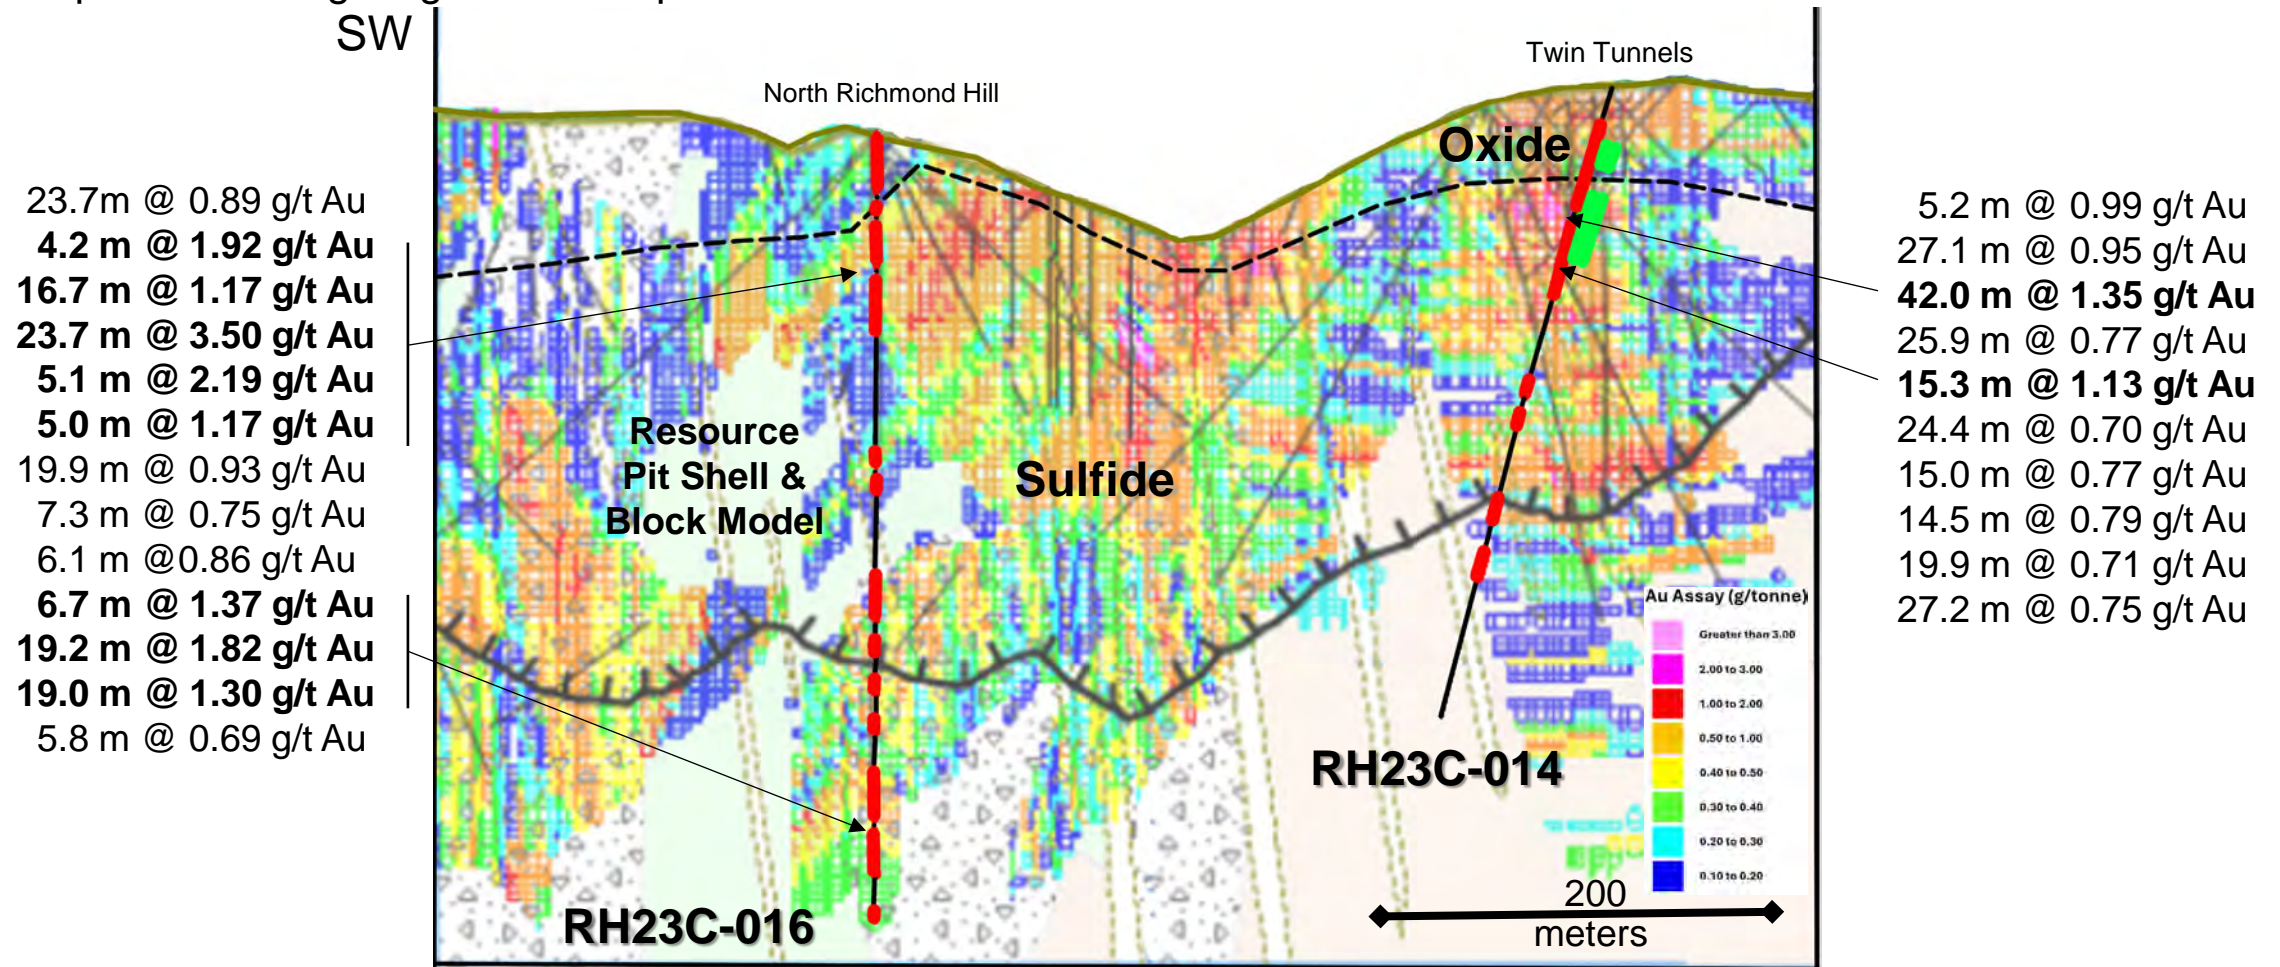 SW
North Richmond Hill
Twin Tunnels
Oxide
23.7m @ 0.89 g/t Au
4.2 m @ 1.92 g/t Au
16.7 m @ 1.17 g/t Au
23.7 m @ 3.50 g/t Au
5.1 m @ 2.19 g/t Au
5.0 m @ 1.17 g/t Au
19.9 m @ 0.93 g/t Au
7.3 m @ 0.75 g/t Au
6.1 m @0.86 g/t Au
6.7 m @ 1.37 g/t Au
19.2 m @ 1.82 g/t Au
19.0 m @ 1.30 g/t Au
5.8 m @ 0.69 g/t Au
Resource
Pit Shell &
Block Model
Sulfide
5.2 m @ 0.99 g/t Au
27.1 m @ 0.95 g/t Au
42.0 m @ 1.35 g/t Au
25.9 m @ 0.77 g/t Au
15.3 m @ 1.13 g/t Au
24.4 m @ 0.70 g/t Au
15.0 m @ 0.77 g/t Au
14.5 m @ 0.79 g/t Au
19.9 m @ 0.71 g/t Au
27.2 m @ 0.75 g/t Au
Au Assay (g/tonne)
Greater than 3.00
2.00 to 3.00
1.00 to 2.00
0.50 to 1.00
0.40 to 0.50
0.30 to 0.40
0.20 to 0.30
0.10 to 0.20
RH23C-014
RH23C-016
200
meters